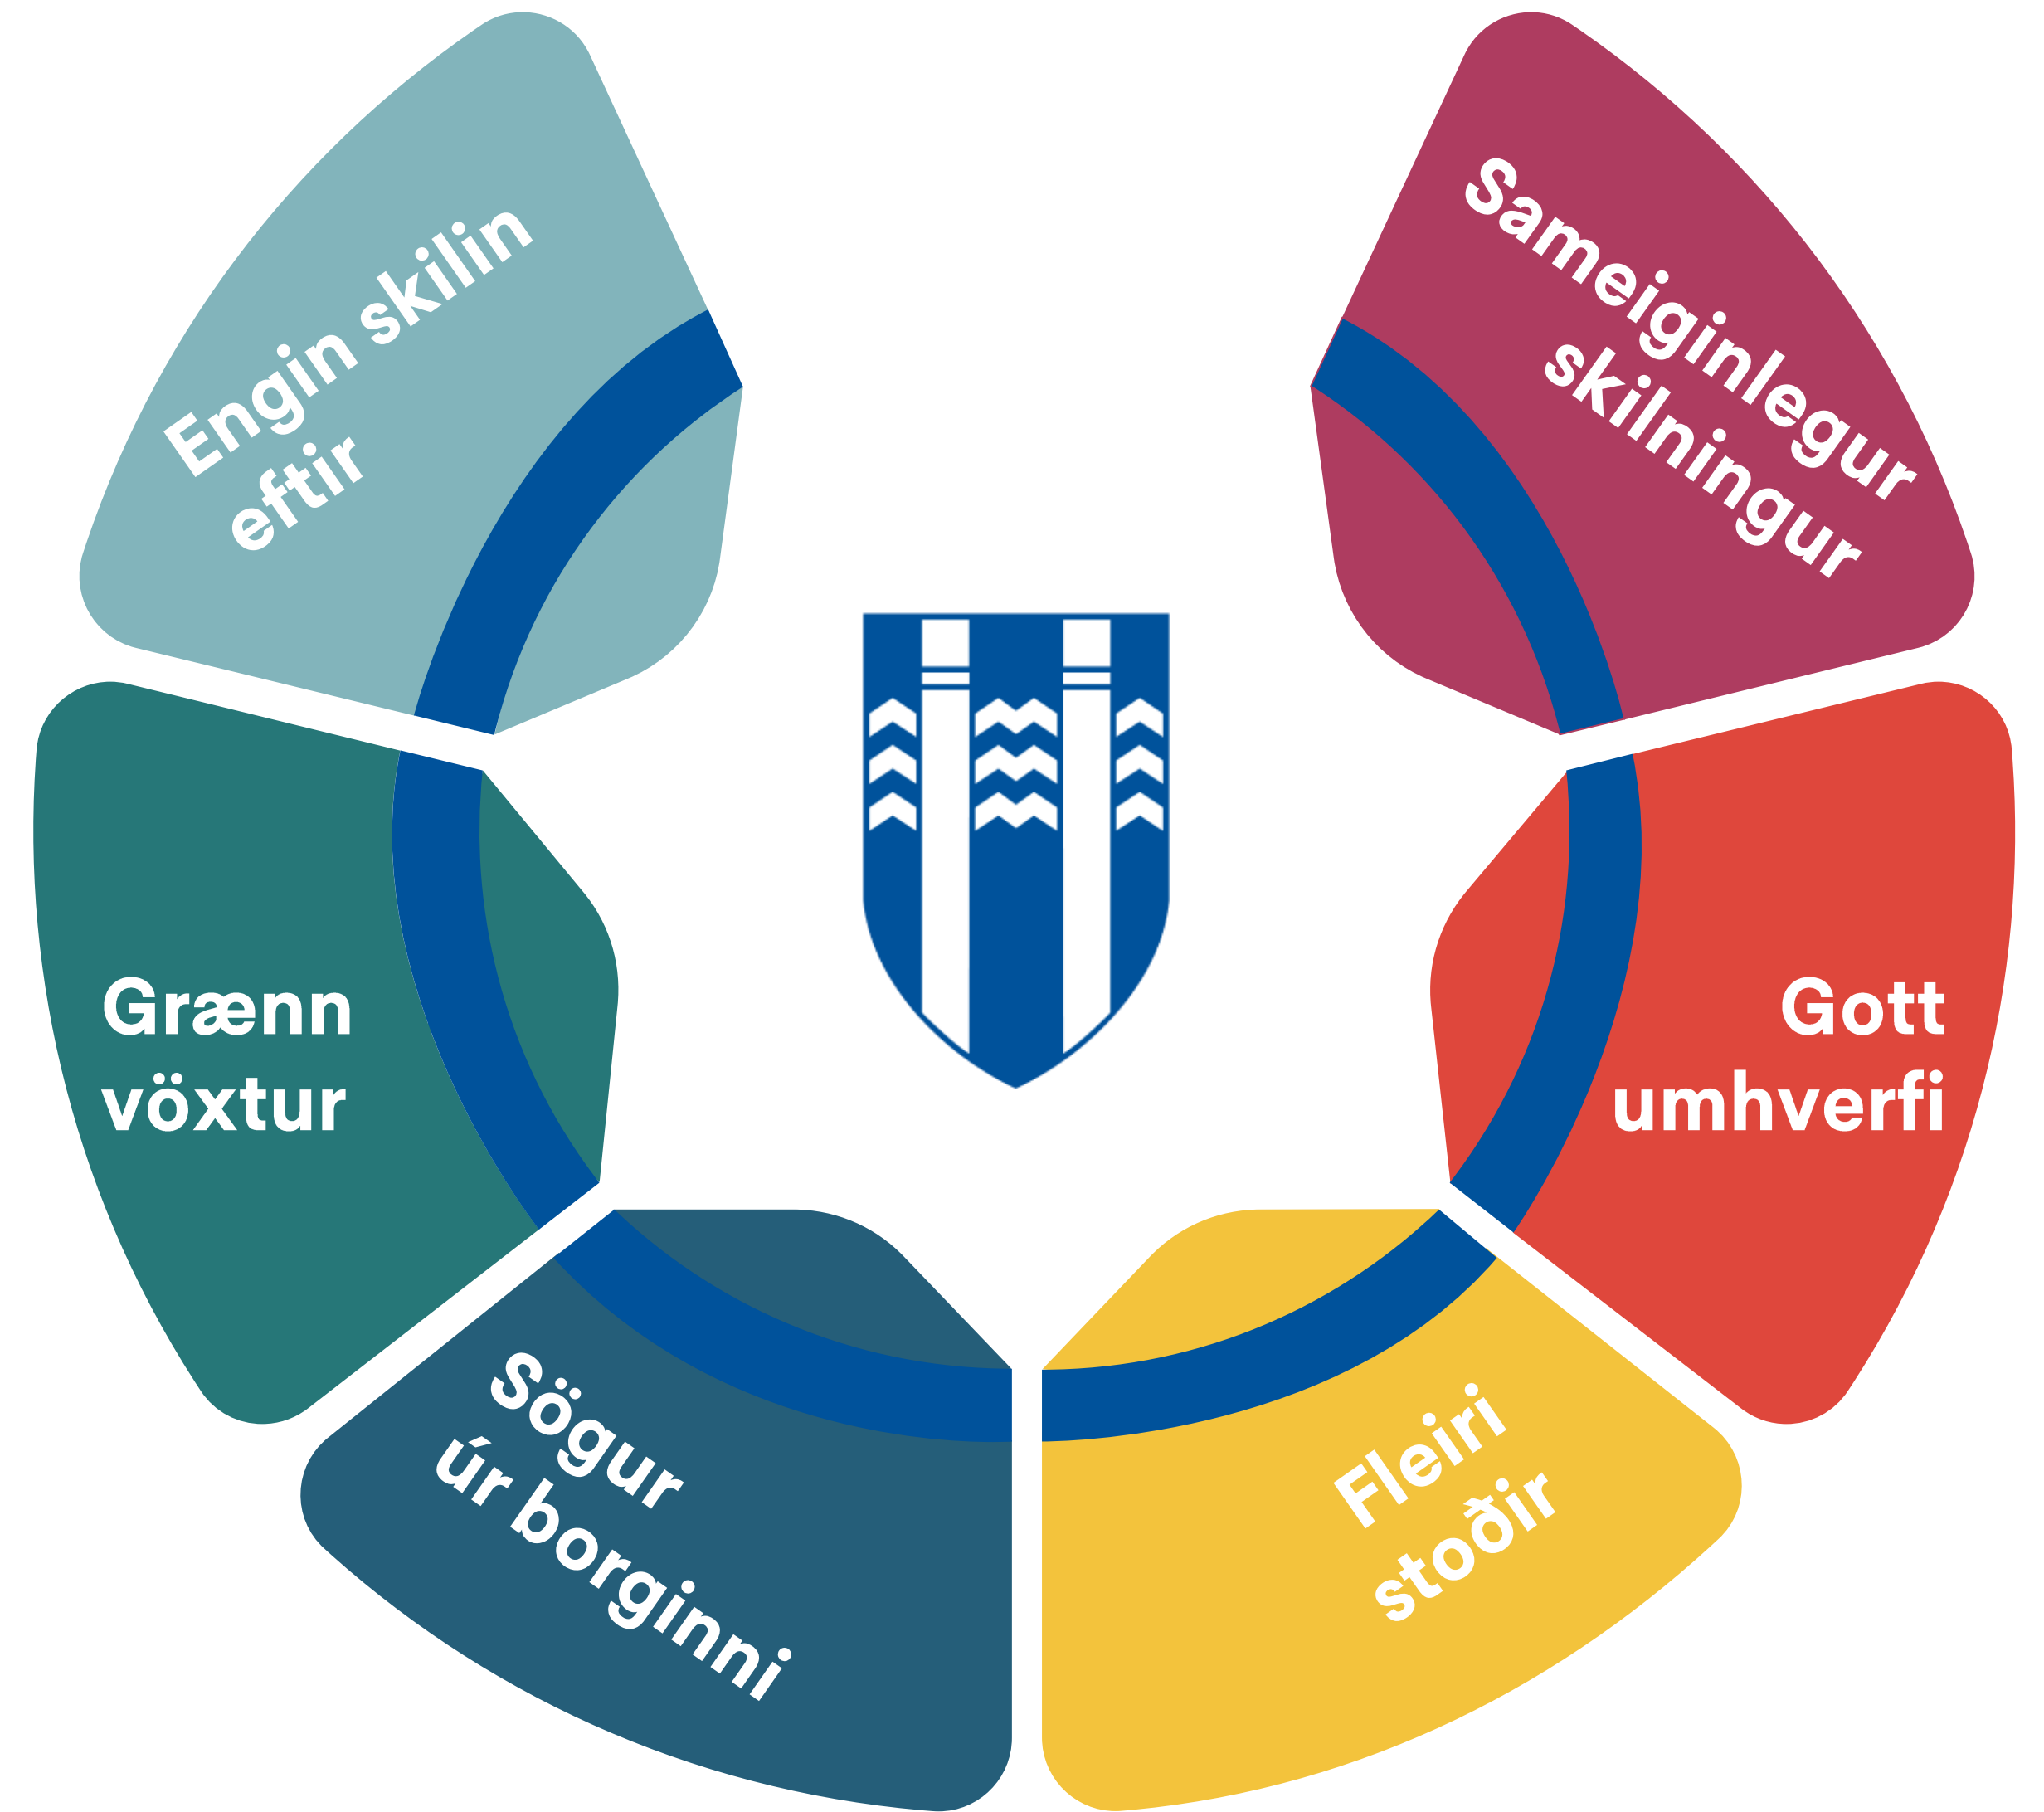 Engin skilin
eftir
Sameiginlegur
skilningur
Grænn
vöxtur
Gott
umhverfi
Sögur
úr borginni
Fleiri
stoðir